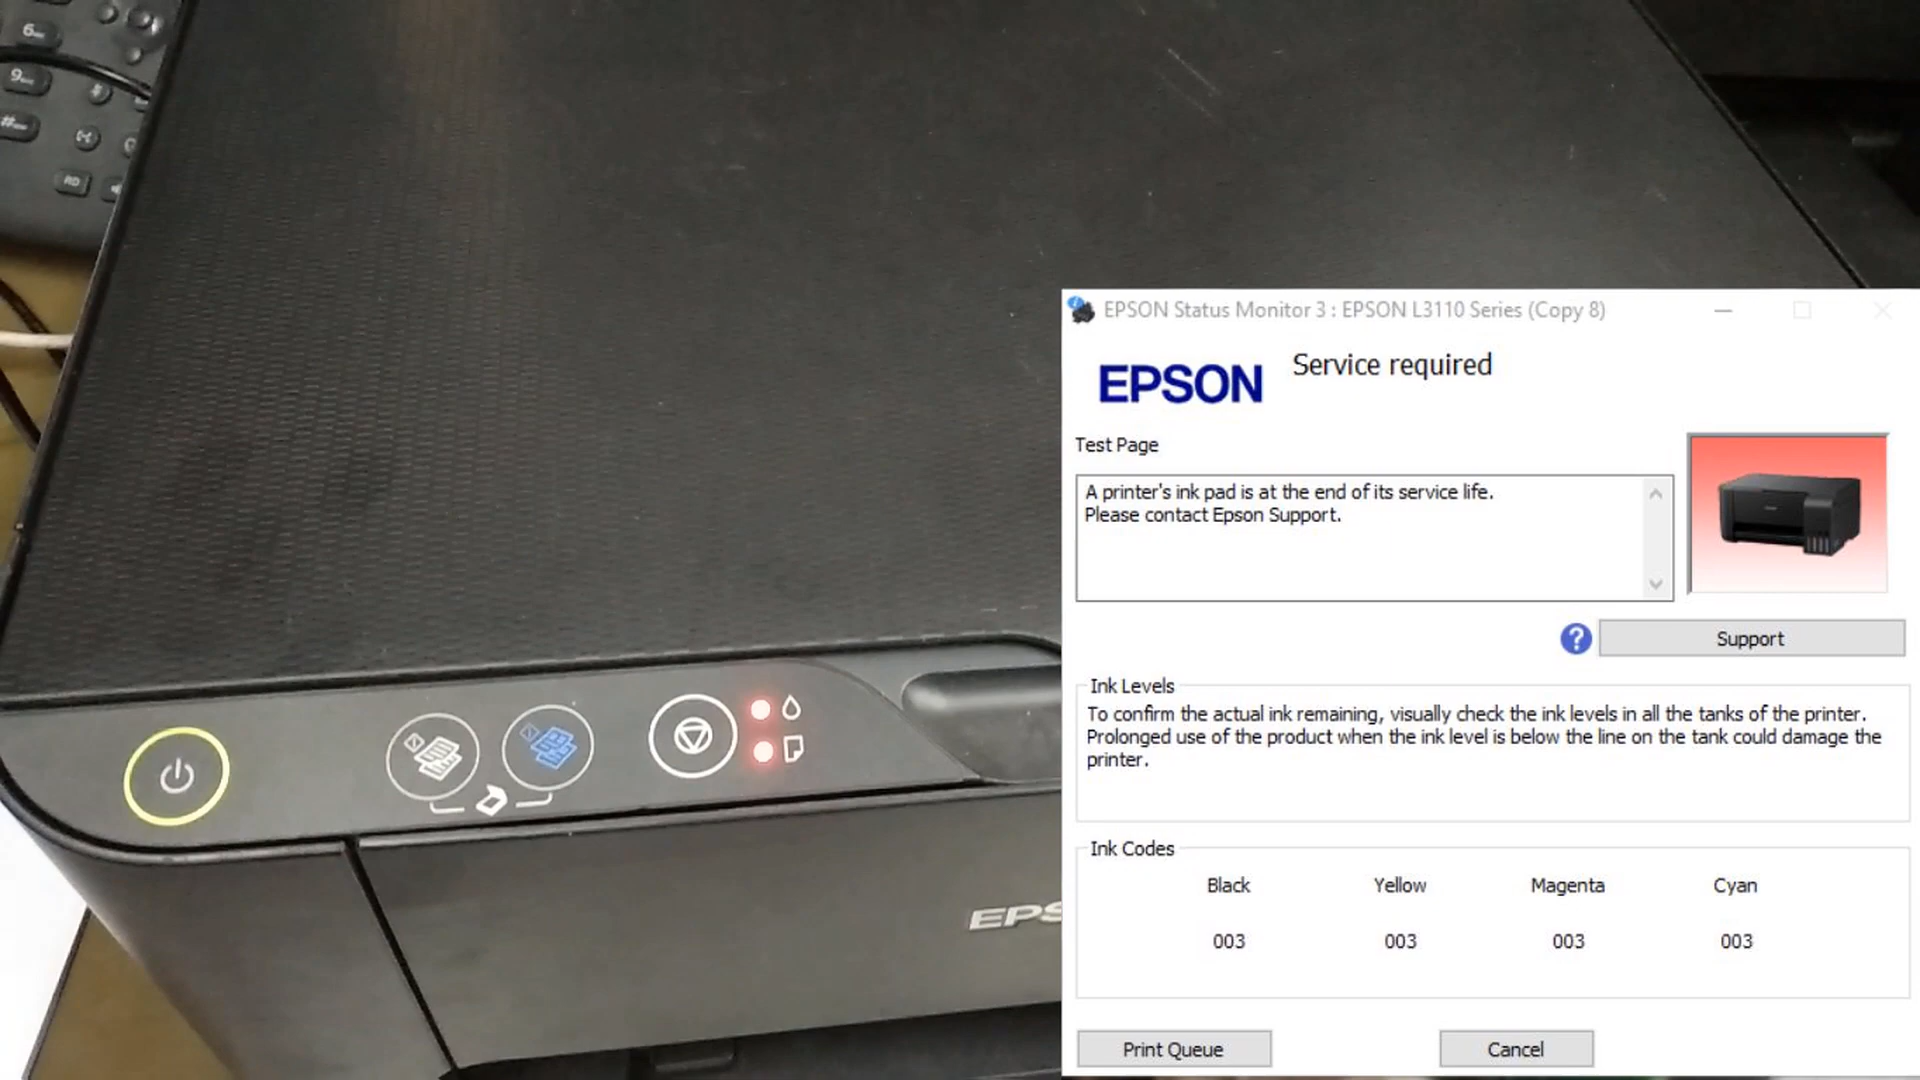 6
9
#
RD
EPSON Status Monitor 3 : EPSON L3110 Series (Copy 8)
EPSON
Service required
Test Page
A printer's ink pad is at the end of its service life.
Please contact Epson Support.
?
Support
Ink Levels
To confirm the actual ink remaining, visually check the ink levels in all the tanks of the printer.
Prolonged use of the product when the ink level is below the line on the tank could damage the
printer.
Ink Codes
Black Yellow Magenta Cyan
003 003 003 003
Print Queue
Cancel
EPS